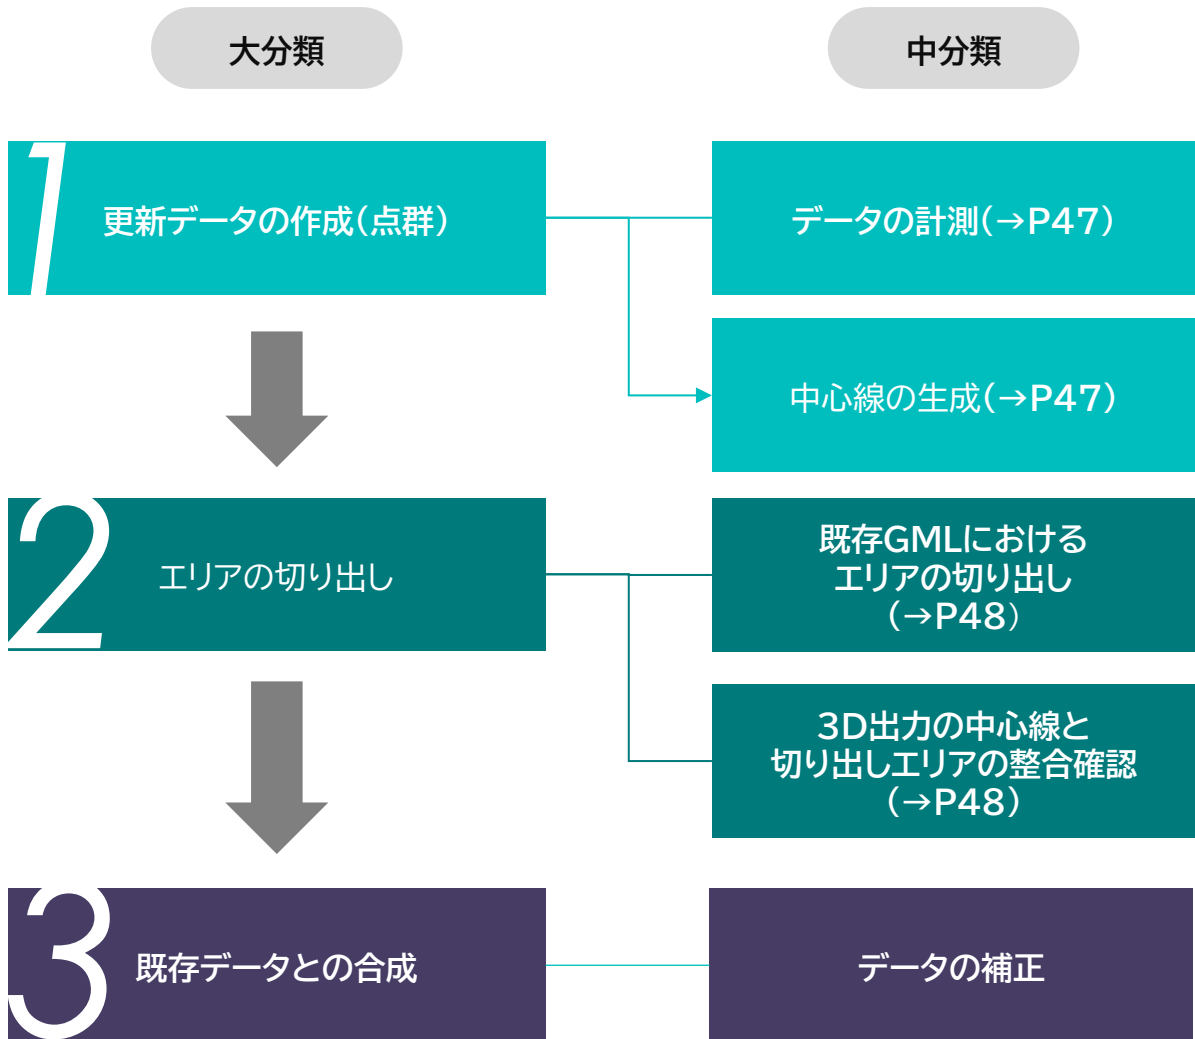 大分類
中分類
1
更新データの作成(点群)
データの計測(→P47)
中心線の生成(→P47)
2
エリアの切り出し
既存GMLにおける
エリアの切り出し
(→P48)
3D出力の中心線と
切り出しエリアの整合確認
(→P48)
3
既存データとの合成
データの補正